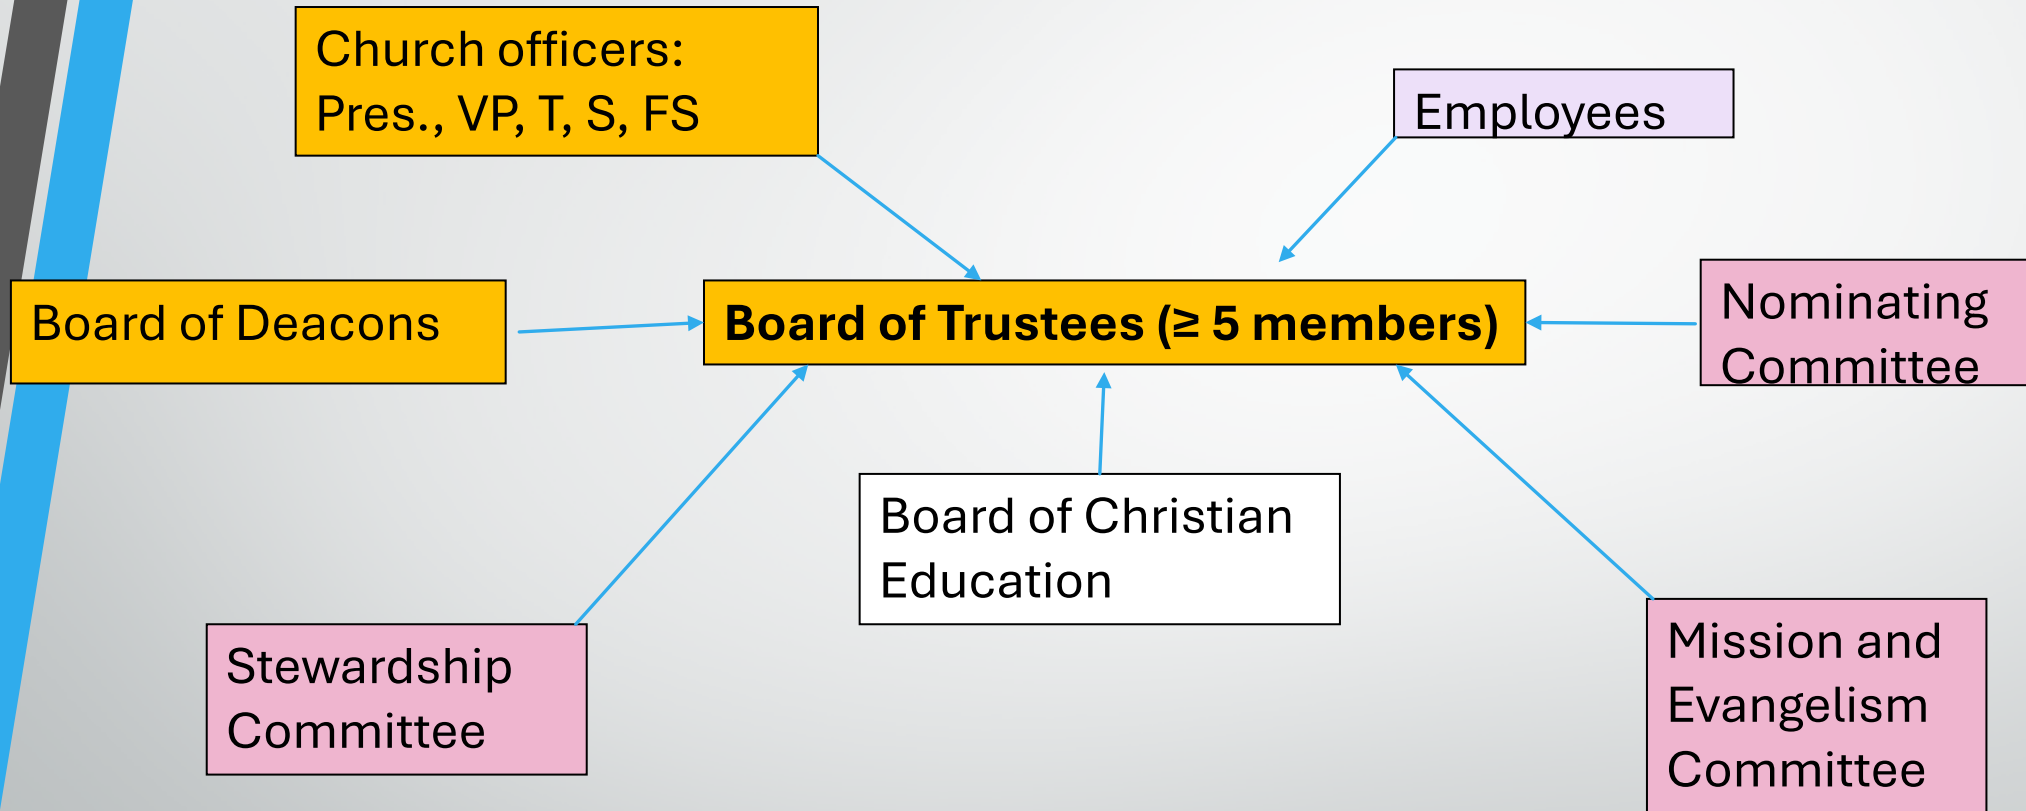 Church officers:
Pres., VP, T, S, FS
Employees
Board of Deacons
Board of Trustees (≥ 5 members)
Nominating
Committee
Board of Christian
Education
Stewardship
Committee
Mission and
Evangelism
Committee